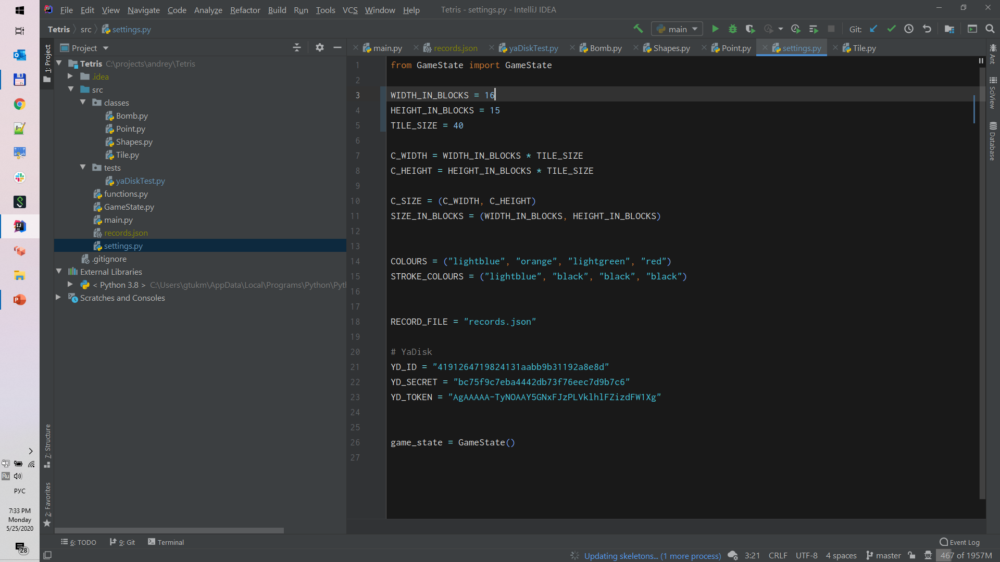 File Edit View Navigate Code Analyze Refactor Build Run Tools VCS Window Help Tetris - settings.py - IntelliJ IDEA
Tetris src settings.py main Git:
1: Project
Project
main.py records.json yaDiskTest.py Bomb.py Shapes.py Point.py settings.py Tile.py
Tetris C:\projects\andrey\Tetris
.idea
src
classes
Bomb.py
Point.py
Shapes.py
Tile.py
tests
yaDiskTest.py
functions.py
GameState.py
main.py
records.json
settings.py
.gitignore
External Libraries
< Python 3.8 > C:\Users\gtukm\AppData\Local\Programs\Python\Pyt
Scratches and Consoles
1 from GameState import GameState
2
3 WIDTH_IN_BLOCKS = 16
4 HEIGHT_IN_BLOCKS = 15
5 TILE_SIZE = 40
6
7 C_WIDTH = WIDTH_IN_BLOCKS * TILE_SIZE
8 C_HEIGHT = HEIGHT_IN_BLOCKS * TILE_SIZE
9
10 C_SIZE = (C_WIDTH, C_HEIGHT)
11 SIZE_IN_BLOCKS = (WIDTH_IN_BLOCKS, HEIGHT_IN_BLOCKS)
12
13
14 COLOURS = ("lightblue", "orange", "lightgreen", "red")
15 STROKE_COLOURS = ("lightblue", "black", "black", "black")
16
17
18 RECORD_FILE = "records.json"
19
20 # YaDisk
21 YD_ID = "4191264719824131aabb9b31192a8e8d"
22 YD_SECRET = "bc75f9c7eba4442db73f76eec7d9b7c6"
23 YD_TOKEN = "AgAAAAA-TyNOAAY5GNxFJzPLVklhlFZizdFW1Xg"
24
25
26 game_state = GameState()
27
Ant
SciView
Database
7: Structure
2: Favorites
Ru
РУС
7:33 PM
Monday
5/25/2020
28
6: TODO 9: Git Terminal Event Log
Updating skeletons... (1 more process) 3:21 CRLF UTF-8 4 spaces master 467 of 1957M